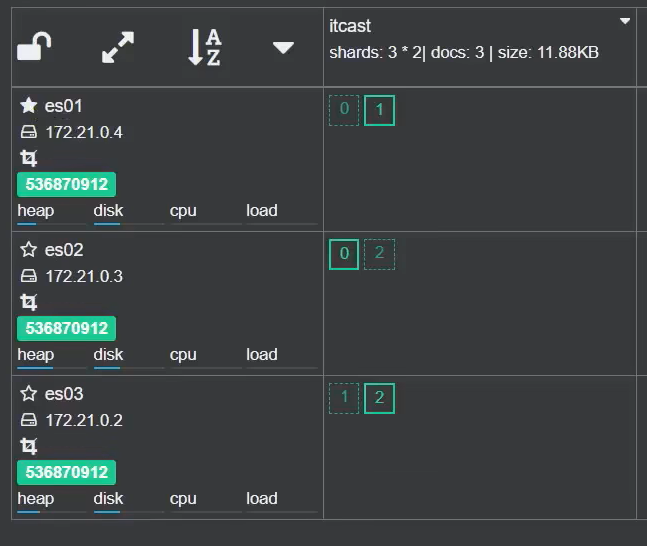 A
Z
itcast
shards: 3 * 2| docs: 3 | size: 11.88KB
es01
172.21.0.4
536870912
heap disk cpu load
0 1
es02
172.21.0.3
536870912
heap disk cpu load
0 2
es03
172.21.0.2
536870912
heap disk cpu load
1 2